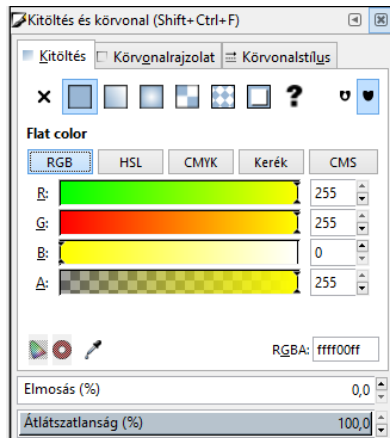 Kitöltés és körvonal (Shift+Ctrl+F)
Kitöltés Körvonalrajzolat Körvonalstílus
Flat color
RGB HSL CMYK Kerék CMS
R: 255
G: 255
B: 0
A: 255
RGBA: ffff00ff
Elmosás (%) 0,0
Átlátszatlanság (%) 100,0